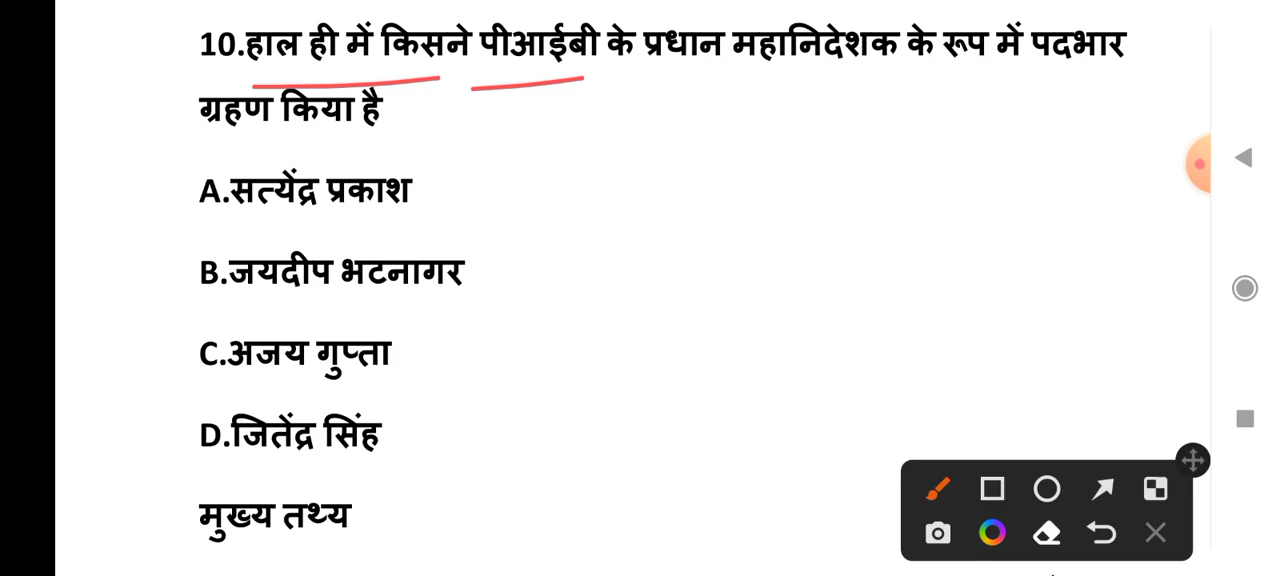 10.हाल ही में किसने पीआईबी के प्रधान महानिदेशक के रूप में पदभार
ग्रहण किया है
A.सत्येंद्र प्रकाश
B.जयदीप भटनागर
C.अजय गुप्ता
D.जितेंद्र सिंह
मुख्य तथ्य